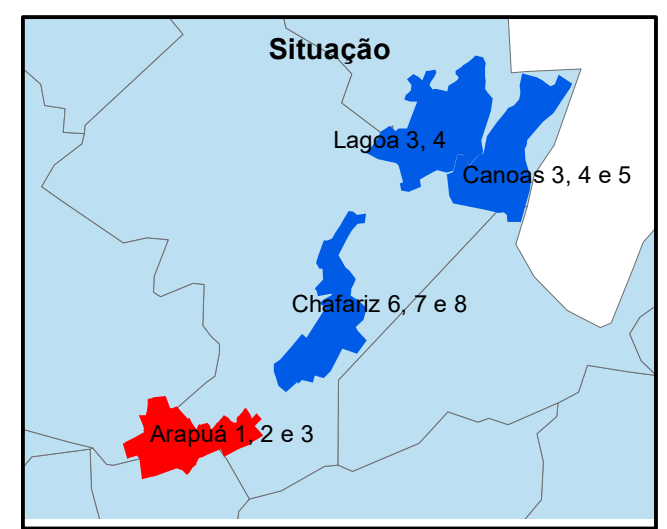 Situação
Lagoa 3, 4
Canoas 3, 4 e 5
Chafariz 6, 7 e 8
Arapuá 1, 2 e 3